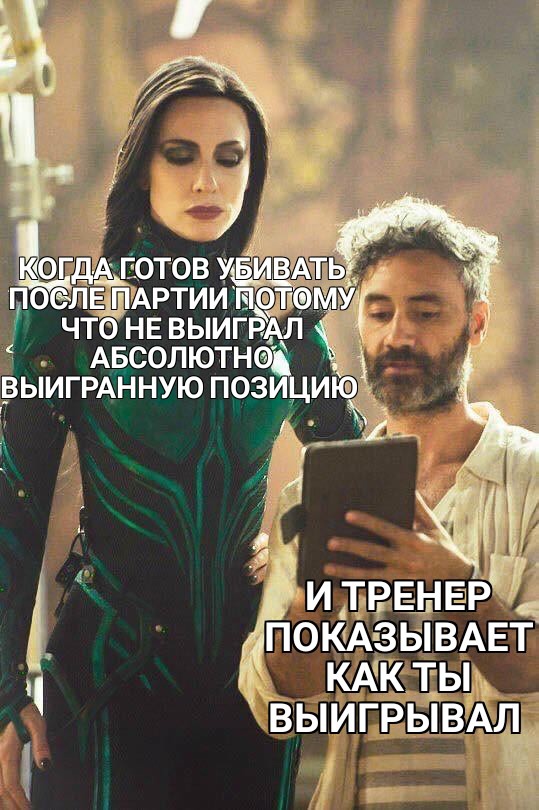 КОГДА ГОТОВ УБИВАТЬ
ПОСЛЕ ПАРТИИ ПОТОМУ
ЧТО НЕ ВЫИГРАЛ
АБСОЛЮТНО
ВЫИГРАННУЮ ПОЗИЦИЮ
И ТРЕНЕР
ПОКАЗЫВАЕТ
КАК ТЫ
ВЫИГРЫВАЛ